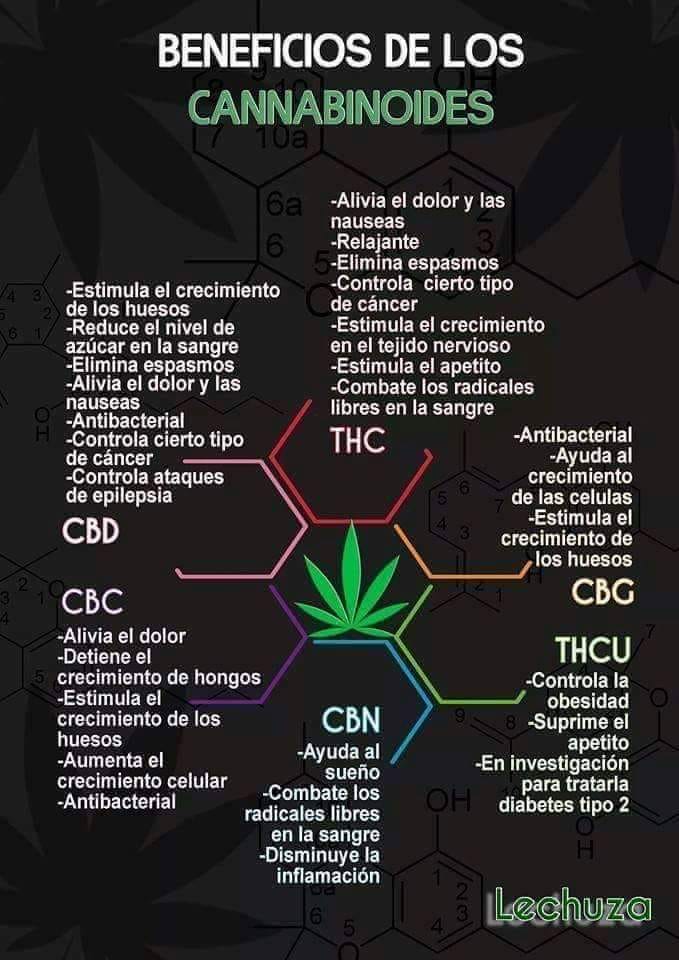 BENEFICIOS DE LOS
CANNABINOIDES
-Alivia el dolor y las
nauseas
-Relajante
-Elimina espasmos
-Controla cierto tipo
de cáncer
-Estimula el crecimiento
en el tejido nervioso
-Estimula el apetito
-Combate los radicales
libres en la sangre
THC
-Estimula el crecimiento
de los huesos
-Reduce el nivel de
azúcar en la sangre
-Elimina espasmos
-Alivia el dolor y las
nauseas
-Antibacterial
-Controla cierto tipo
de cáncer
-Controla ataques
de epilepsia
CBD
-Antibacterial
-Ayuda al
crecimiento
de las celulas
-Estimula el
crecimiento de
los huesos
CBG
CBC
-Alivia el dolor
-Detiene el
crecimiento de hongos
-Estimula el
crecimiento de los
huesos
-Aumenta el
crecimiento celular
-Antibacterial
THCU
-Controla la
obesidad
-Suprime el
apetito
-En investigación
para tratarla
diabetes tipo 2
CBN
-Ayuda al
sueño
-Combate los
radicales libres
en la sangre
-Disminuye la
inflamación
Lechuza